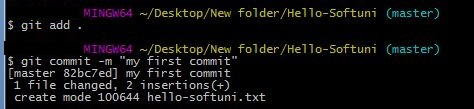 MINGW64 ~/Desktop/New folder/Hello-Softuni (master)
$ git add .
MINGW64 ~/Desktop/New folder/Hello-Softuni (master)
$ git commit -m "my first commit"
[master 82bc7ed] my first commit
1 file changed, 2 insertions(+)
create mode 100644 hello-softuni.txt